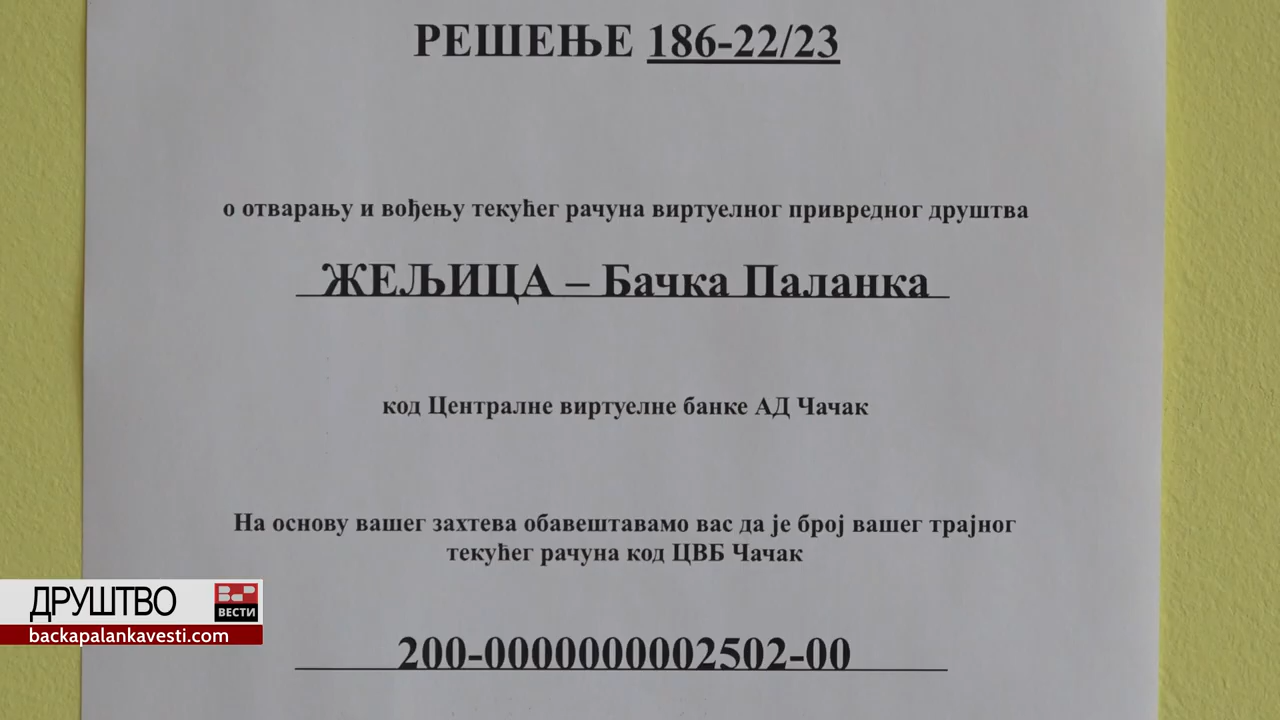 РЕШЕЊЕ 186-22/23
о отварању и вођењу текућег рачуна виртуелног привредног друштва
ЖЕЉИЦА – Бачка Паланка
код Централне виртуелне банке АД Чачак
На основу вашег захтева обавештавамо вас да је број вашег трајног
текућег рачуна код ЦВБ Чачак
200-0000000002502-00
ДРУШТВО
ВЕСТИ
backapalankavesti.com